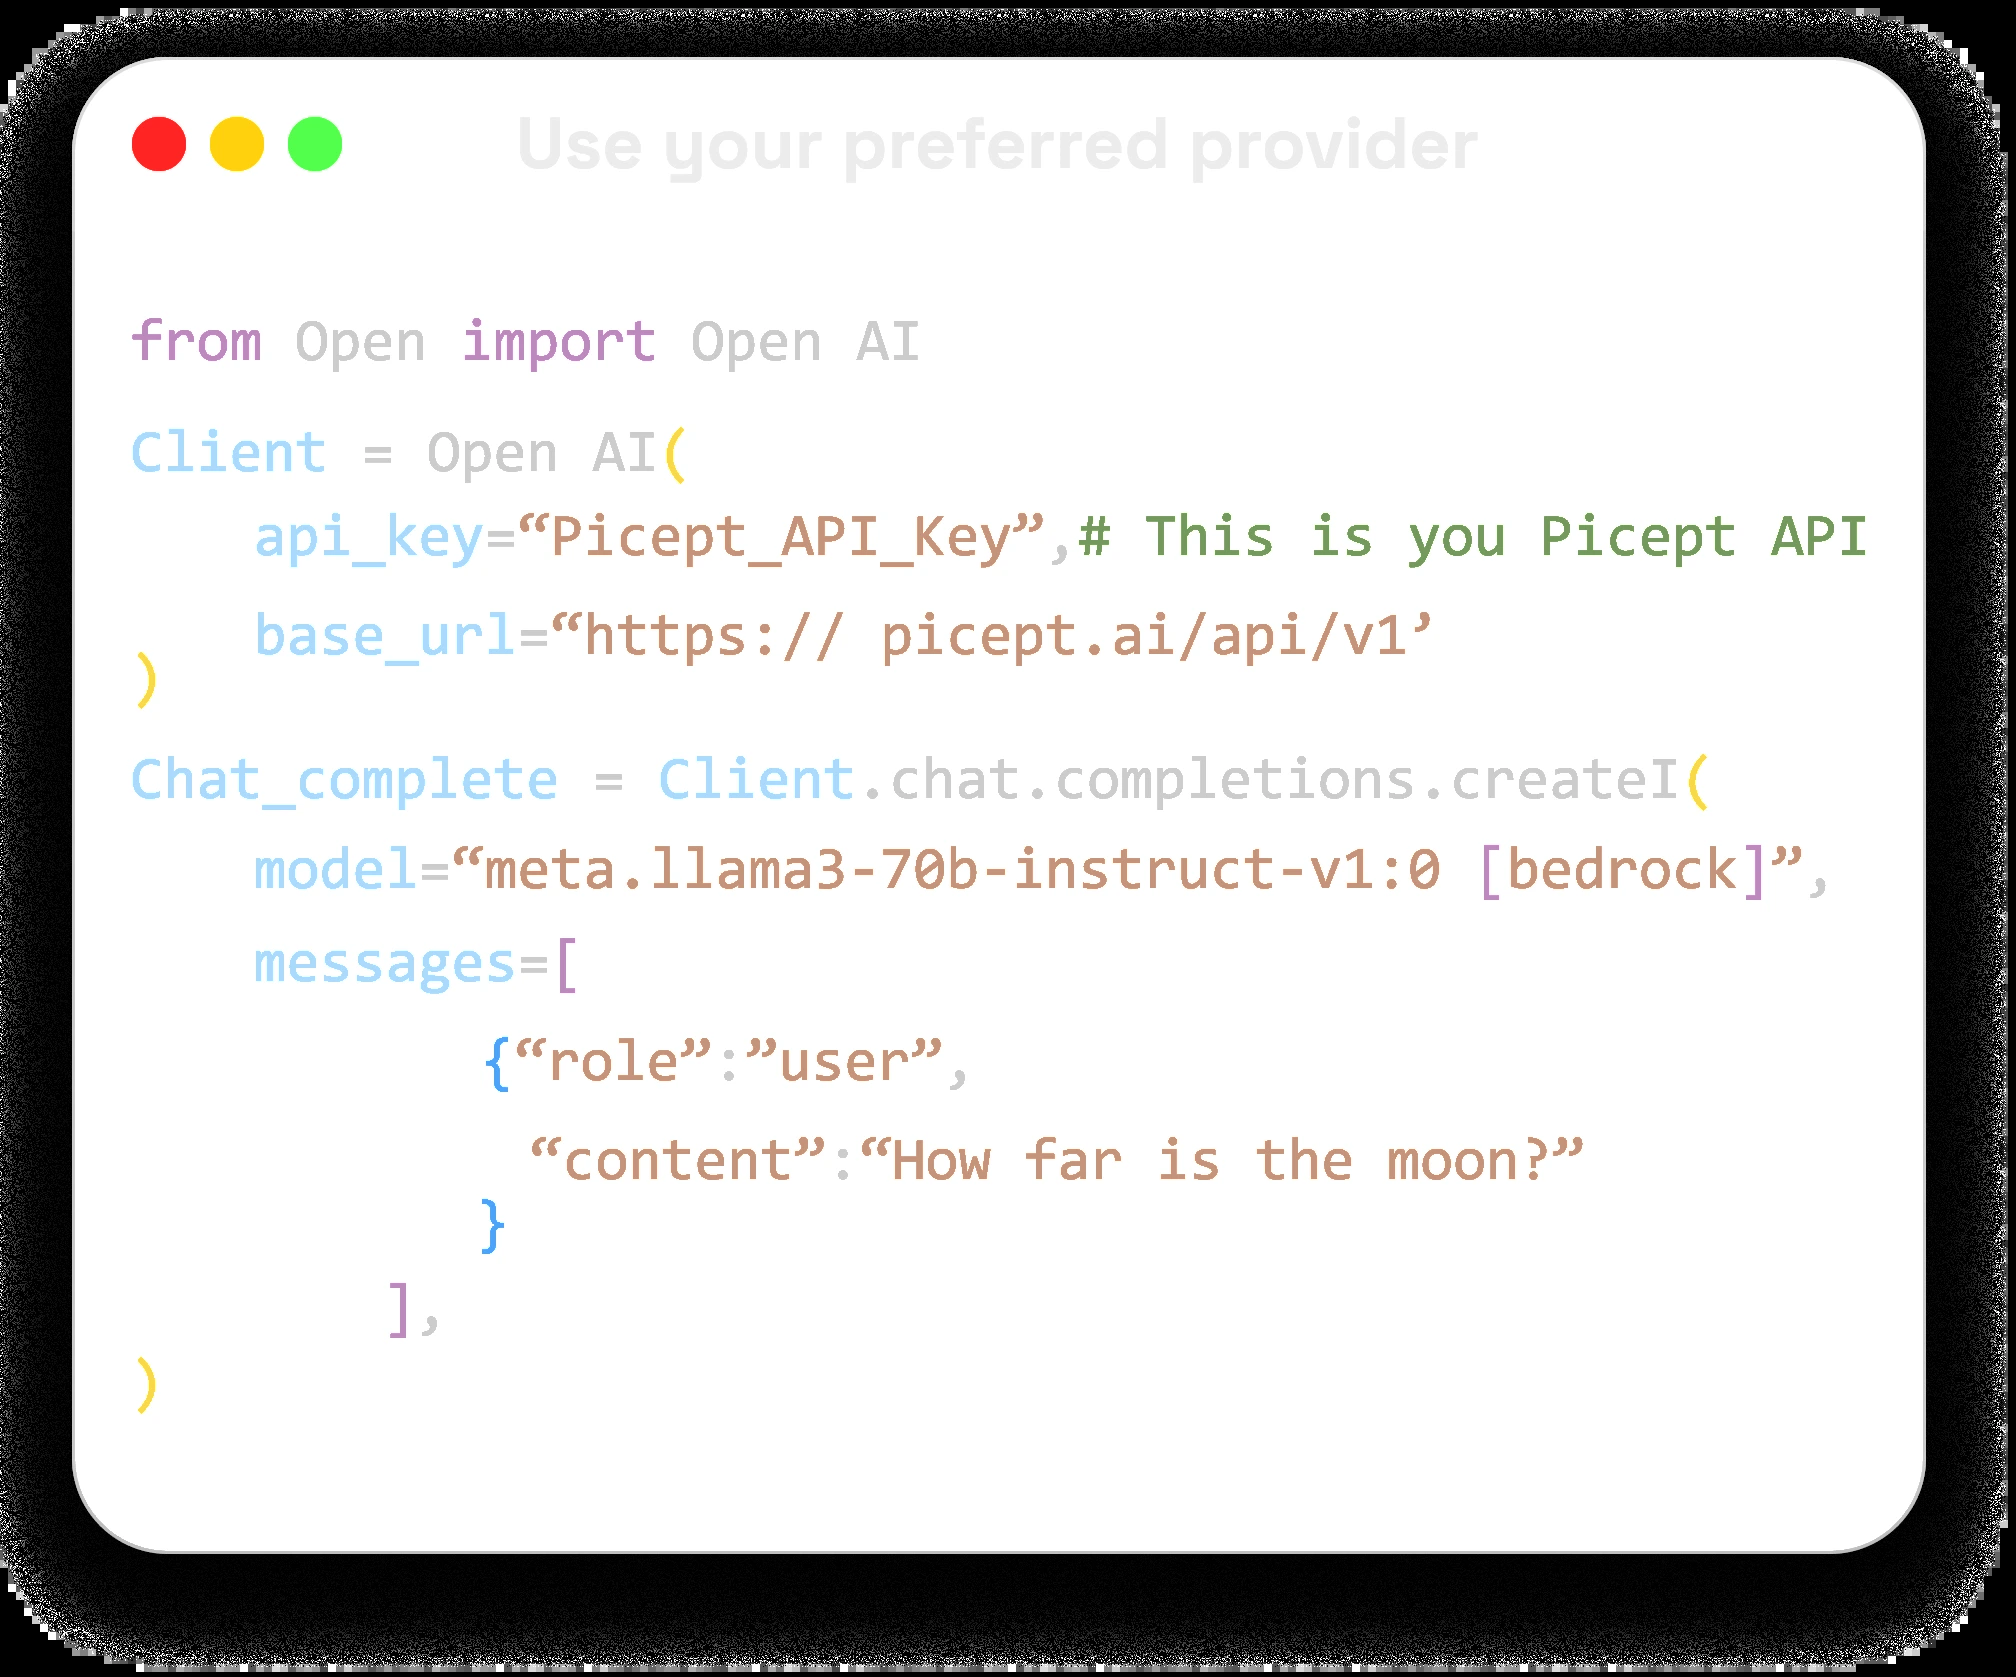 Use your preferred provider
from Open import Open AI
Client = Open AI(
api_key=“Picept_API_Key”,# This is you Picept API
base_url=“https:// picept.ai/api/v1’
)
Chat_complete = Client.chat.completions.createI(
model=“meta.llama3-70b-instruct-v1:0 [bedrock]”,
messages=[
{“role”:”user”,
“content”:“How far is the moon?”
}
],
)